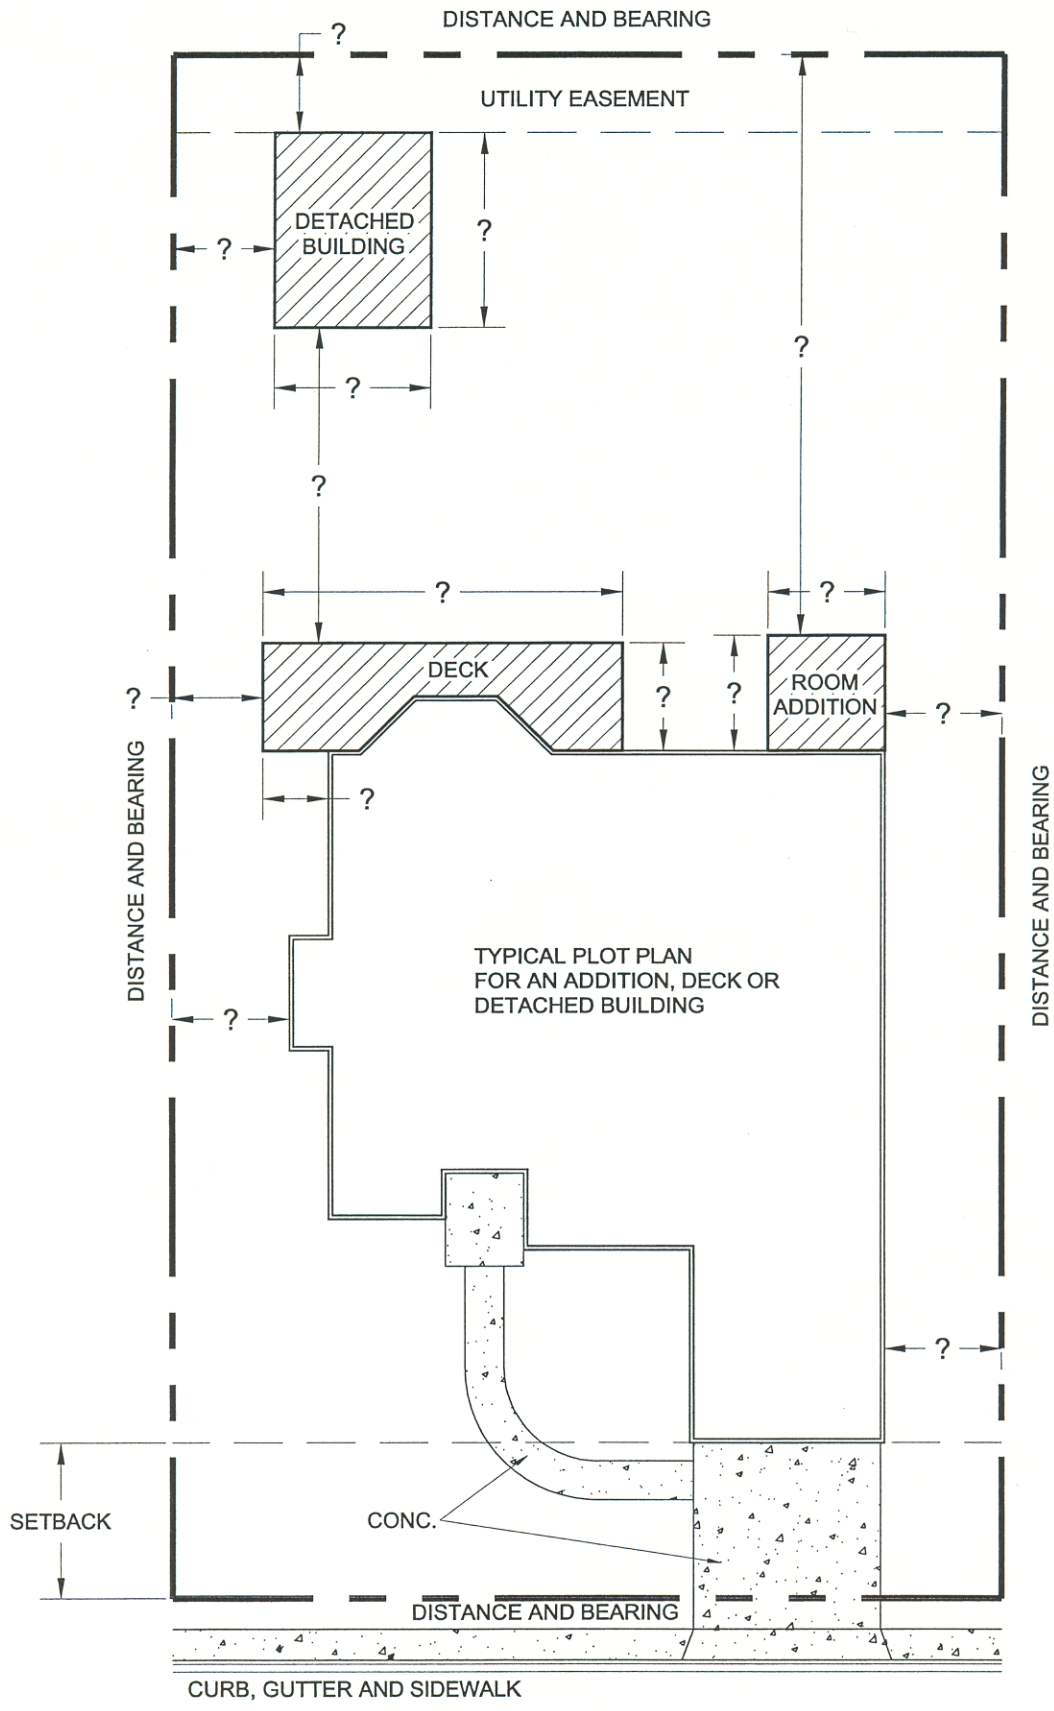 DISTANCE AND BEARING
?
UTILITY EASEMENT
DETACHED
BUILDING
?
?
?
?
?
?
?
DECK
ROOM
ADDITION
?
?
?
?
?
DISTANCE AND BEARING
DISTANCE AND BEARING
TYPICAL PLOT PLAN
FOR AN ADDITION, DECK OR
DETACHED BUILDING
?
?
SETBACK
CONC.
DISTANCE AND BEARING
CURB, GUTTER AND SIDEWALK